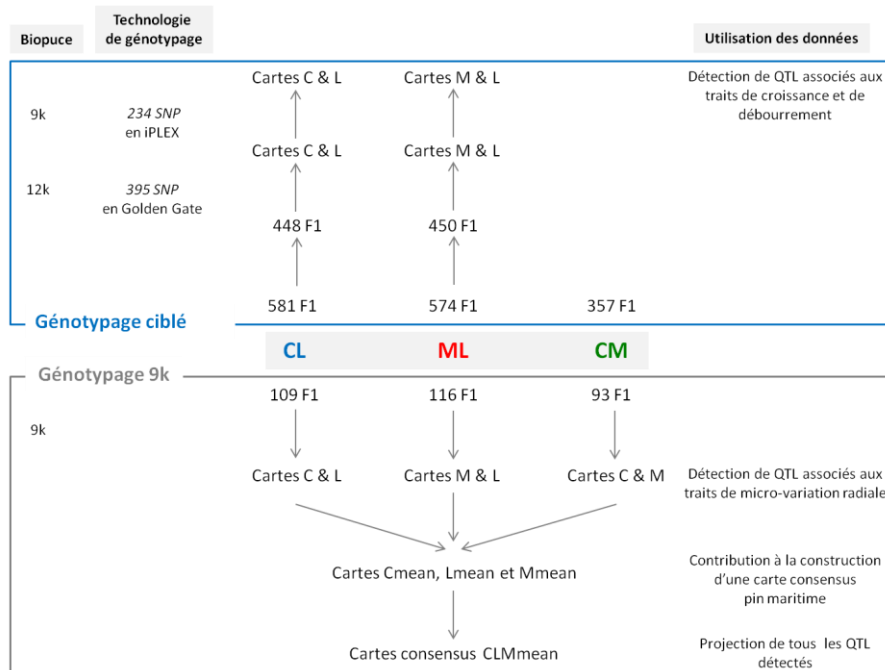 Biopuce
Technologie
de génotypage
Utilisation des données
Cartes C & L
Cartes M & L
Détection de QTL associés aux
traits de croissance et de
débourrement
9k
234 SNP
en iPLEX
Cartes C & L
Cartes M & L
12k
395 SNP
en Golden Gate
448 F1
450 F1
581 F1
574 F1
357 F1
Génotypage ciblé
CL
ML
CM
Génotypage 9k
109 F1
116 F1
93 F1
9k
Cartes C & L
Cartes M & L
Cartes C & M
Détection de QTL associés aux
traits de micro-variation radiale
Cartes Cmean, Lmean et Mmean
Contribution à la construction
d'une carte consensus
pin maritime
Cartes consensus CLMmean
Projection de tous les QTL
détectés